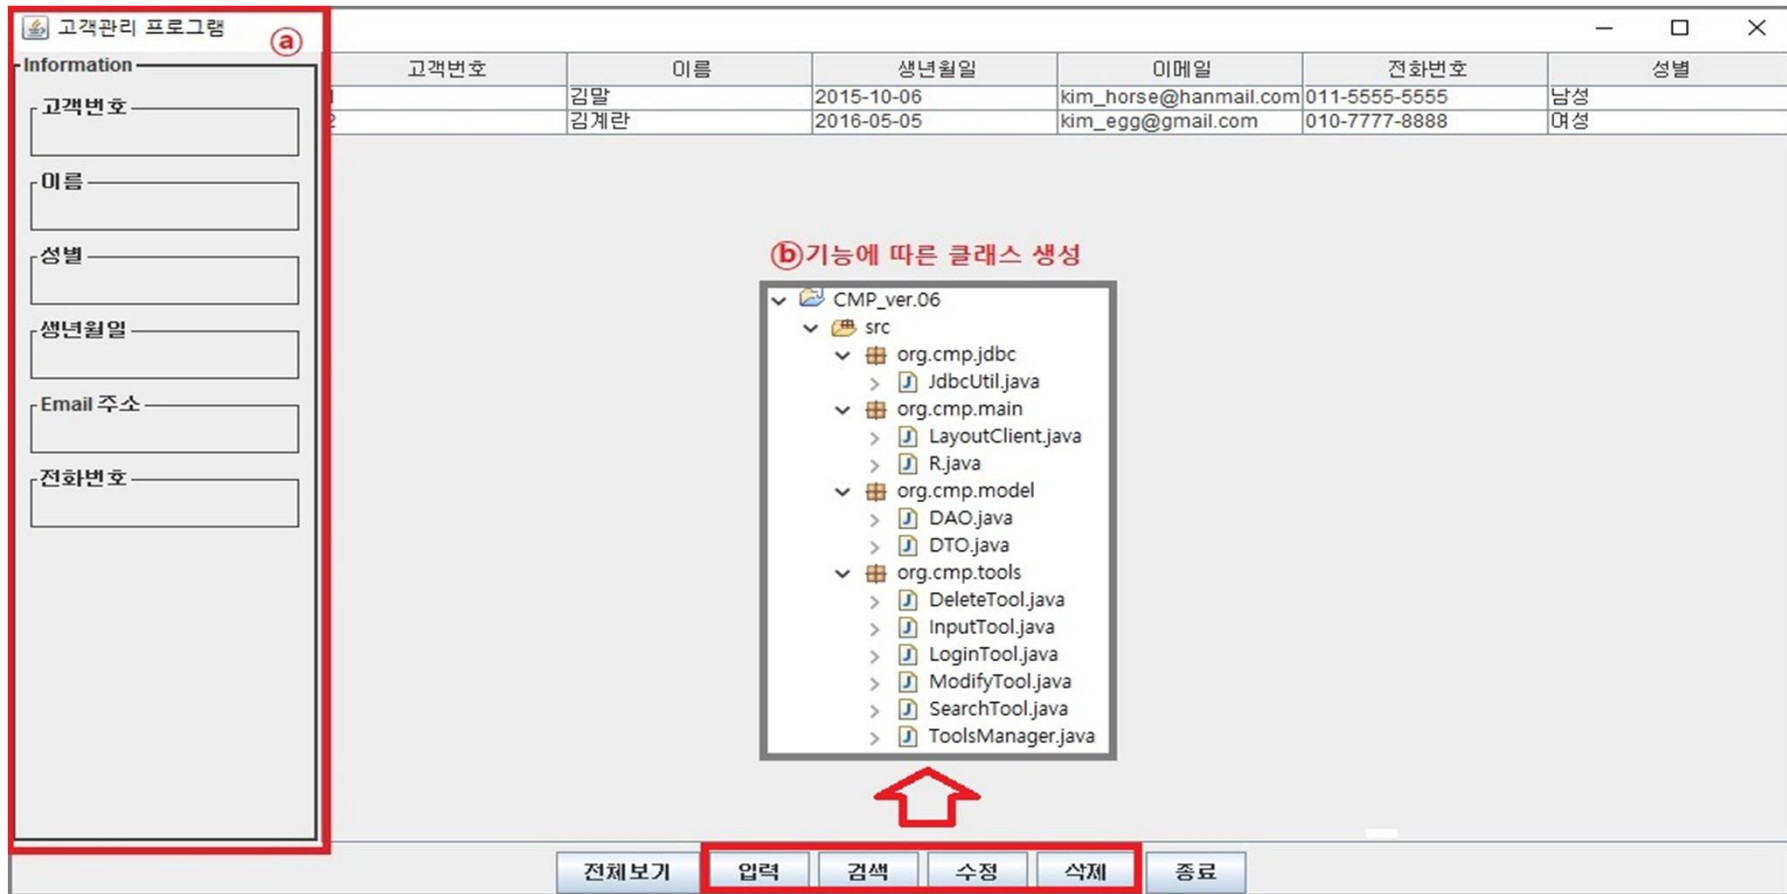 고객관리 프로그램
ⓐ
Information
고객번호
이름
성별
생년월일
Email 주소
전화번호
고객번호 이름 생년월일 이메일 전화번호 성별
김말 2015-10-06 kim_horse@hanmail.com 011-5555-5555 남성
2 김계란 2016-05-05 kim_egg@gmail.com 010-7777-8888 여성
ⓑ기능에 따른 클래스 생성
CMP_ver.06
src
org.cmp.jdbc
JdbcUtil.java
org.cmp.main
LayoutClient.java
R.java
org.cmp.model
DAO.java
DTO.java
org.cmp.tools
DeleteTool.java
InputTool.java
LoginTool.java
ModifyTool.java
SearchTool.java
ToolsManager.java
전체보기 입력 검색 수정 삭제 종료